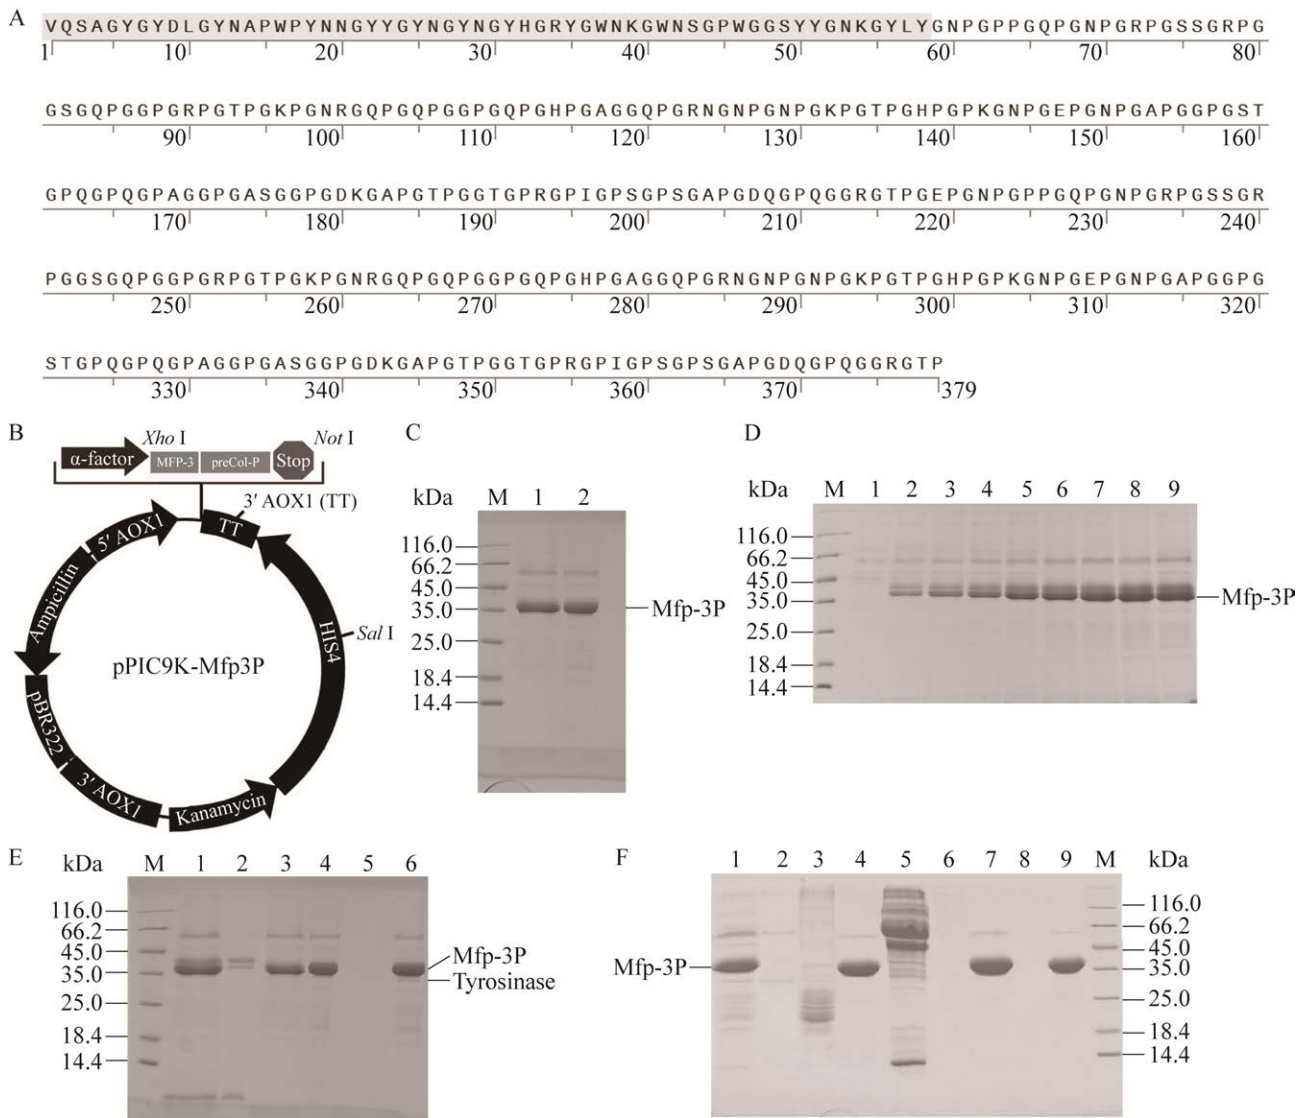 A
VQSAGYGYDLGYNAPWPYNNGYYGYNGYNGYHGRYGWNKGWNSGPWGGSYYGNKGYLYGNPGPPGQPGNPGRPGSSGRPG
1 10 20 30 40 50 60 70 80
GSGQPGGPGRPGTPGKPGNRGQPGQPGGPGQPGHPGAGGQPGRNGNPGNPGKPGTPGHPGPKGNPGEPGNPGAPGGPGST
90 100 110 120 130 140 150 160
GPQGPQGPAGGPGASGGPGDKGAPGTPGGTGPRGPIGPSGPSGAPGDQGPQGGRGTPGEPGNPGPPGQPGNPGRPGSSGR
170 180 190 200 210 220 230 240
PGGSGQPGGPGRPGTPGKPGNRGQPGQPGGPGQPGHPGAGGQPGRNGNPGNPGKPGTPGHPGPKGNPGEPGNPGAPGGPG
250 260 270 280 290 300 310 320
STGPQGPQGPAGGPGASGGPGDKGAPGTPGGTGPRGPIGPSGPSGAPGDQGPQGGRGTP
330 340 350 360 370 379
B
Xho I Not I
α-factor MFP-3 preCol-P Stop
3′ AOX1 (TT)
TT
5′ AOX1
Ampicillin
HIS4
Sal I
pPIC9K-Mfp3P
pBR322
3′ AOX1
Kanamycin
C
kDa M 1 2
116.0
66.2
45.0
35.0
Mfp-3P
25.0
18.4
14.4
D
kDa M 1 2 3 4 5 6 7 8 9
116.0
66.2
45.0
35.0
Mfp-3P
25.0
18.4
14.4
E
kDa M 1 2 3 4 5 6
116.0
66.2
45.0
Mfp-3P
35.0
Tyrosinase
25.0
18.4
14.4
F
1 2 3 4 5 6 7 8 9 M kDa
116.0
66.2
45.0
Mfp-3P
35.0
25.0
18.4
14.4